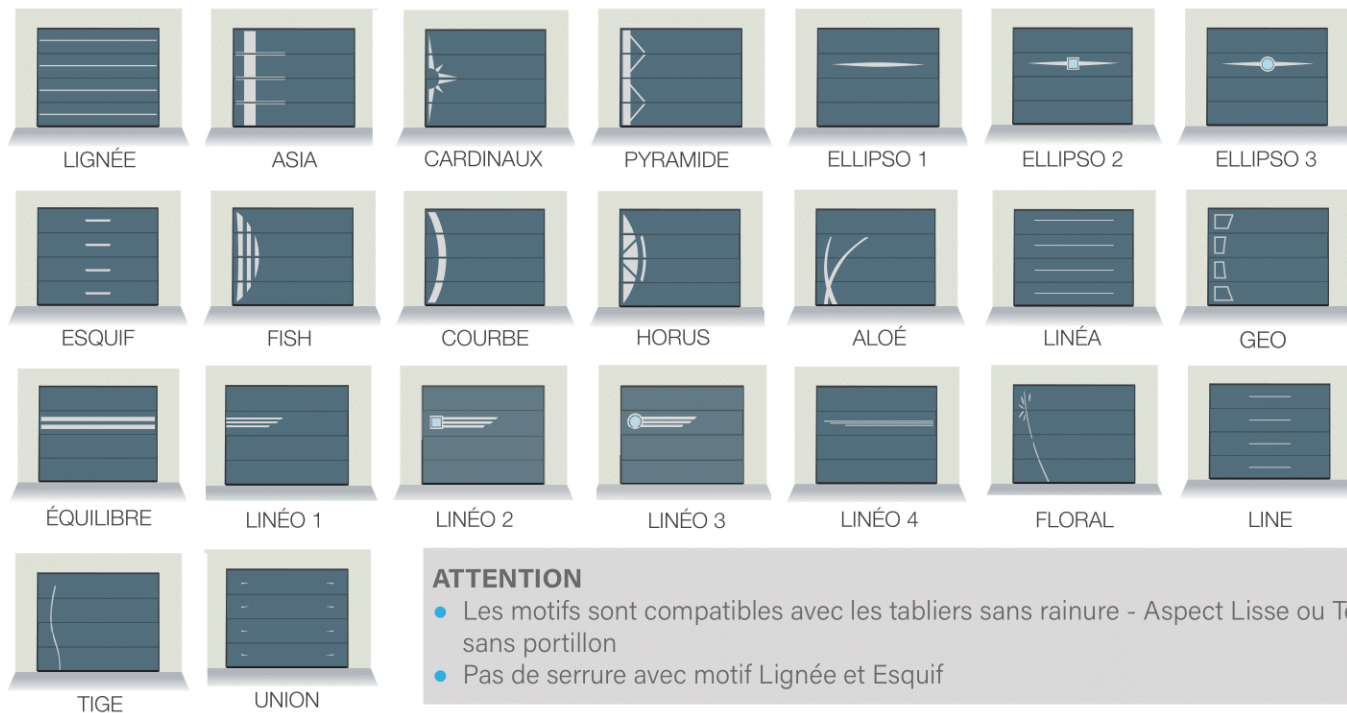 LIGNÉE ASIA CARDINAUX PYRAMIDE ELLIPSO 1 ELLIPSO 2 ELLIPSO 3
ESQUIF FISH COURBE HORUS ALOÉ LINÉA GEO
ÉQUILIBRE LINÉO 1 LINÉO 2 LINÉO 3 LINÉO 4 FLORAL LINE
TIGE UNION
ATTENTION
• Les motifs sont compatibles avec les tabliers sans rainure - Aspect Lisse ou
sans portillon
• Pas de serrure avec motif Lignée et Esquif